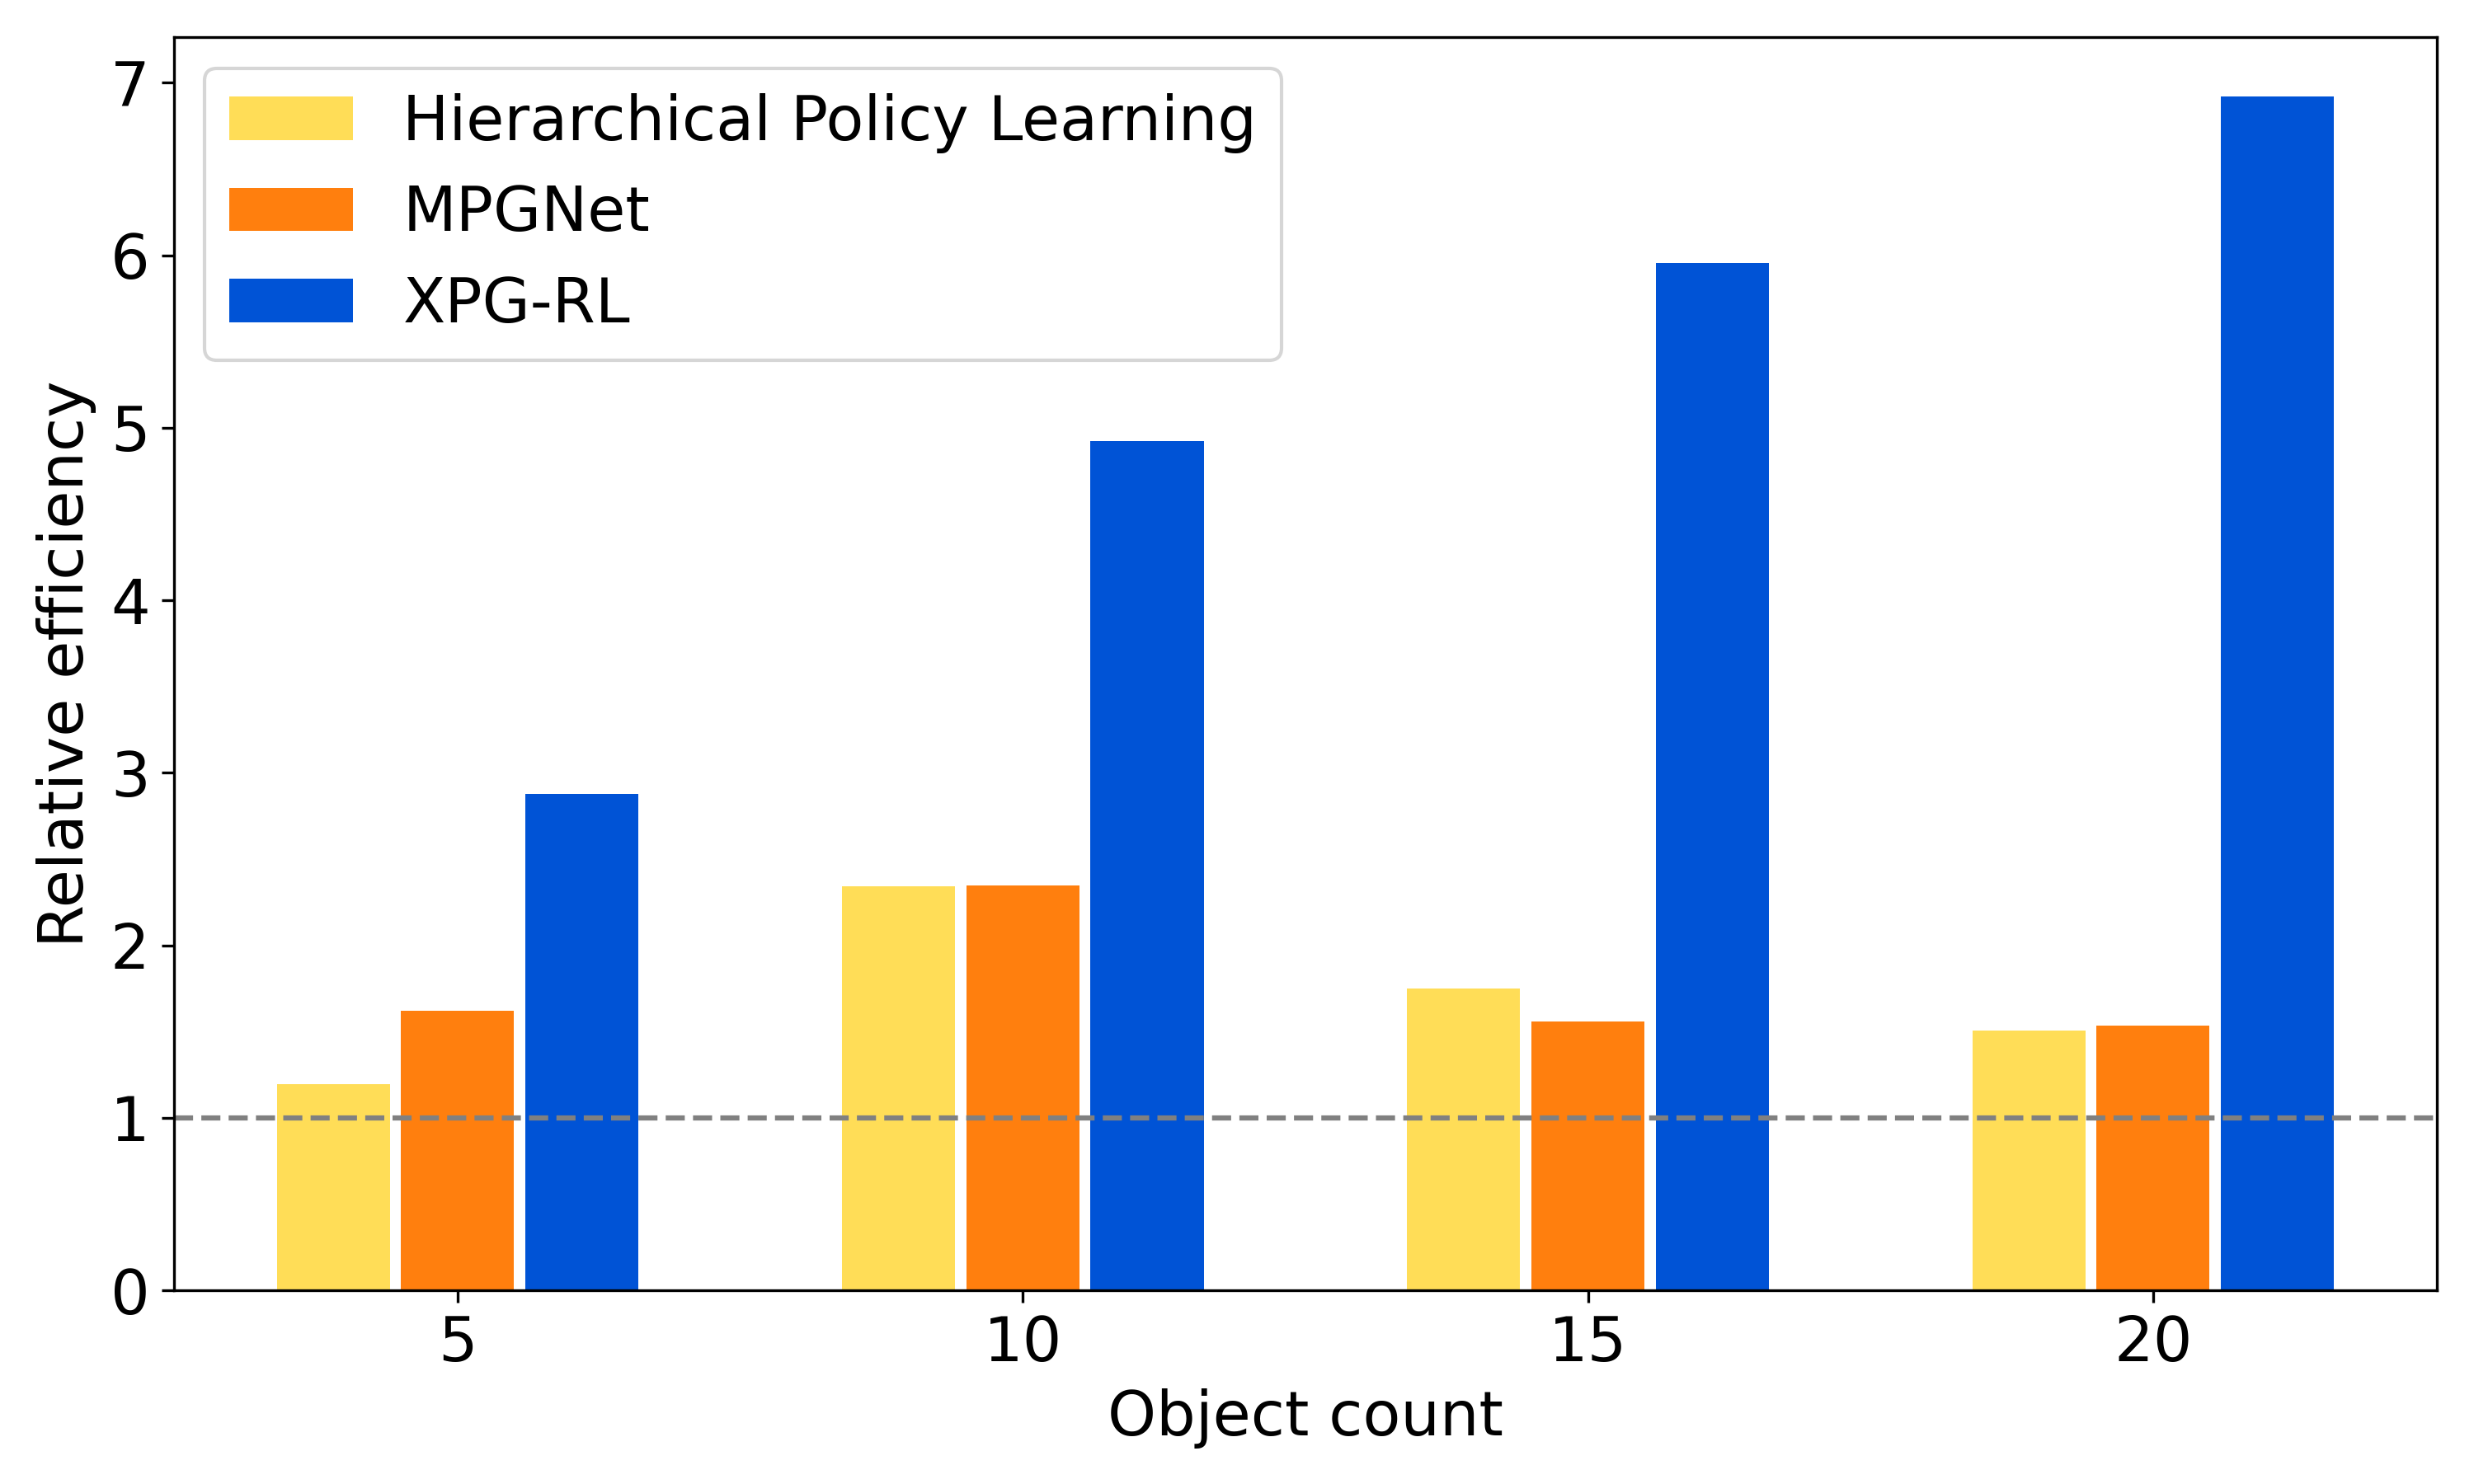 Hierarchical Policy Learning
MPGNet
XPG-RL
Relative efficiency
7
6
5
4
3
2
1
0
5 10 15 20
Object count